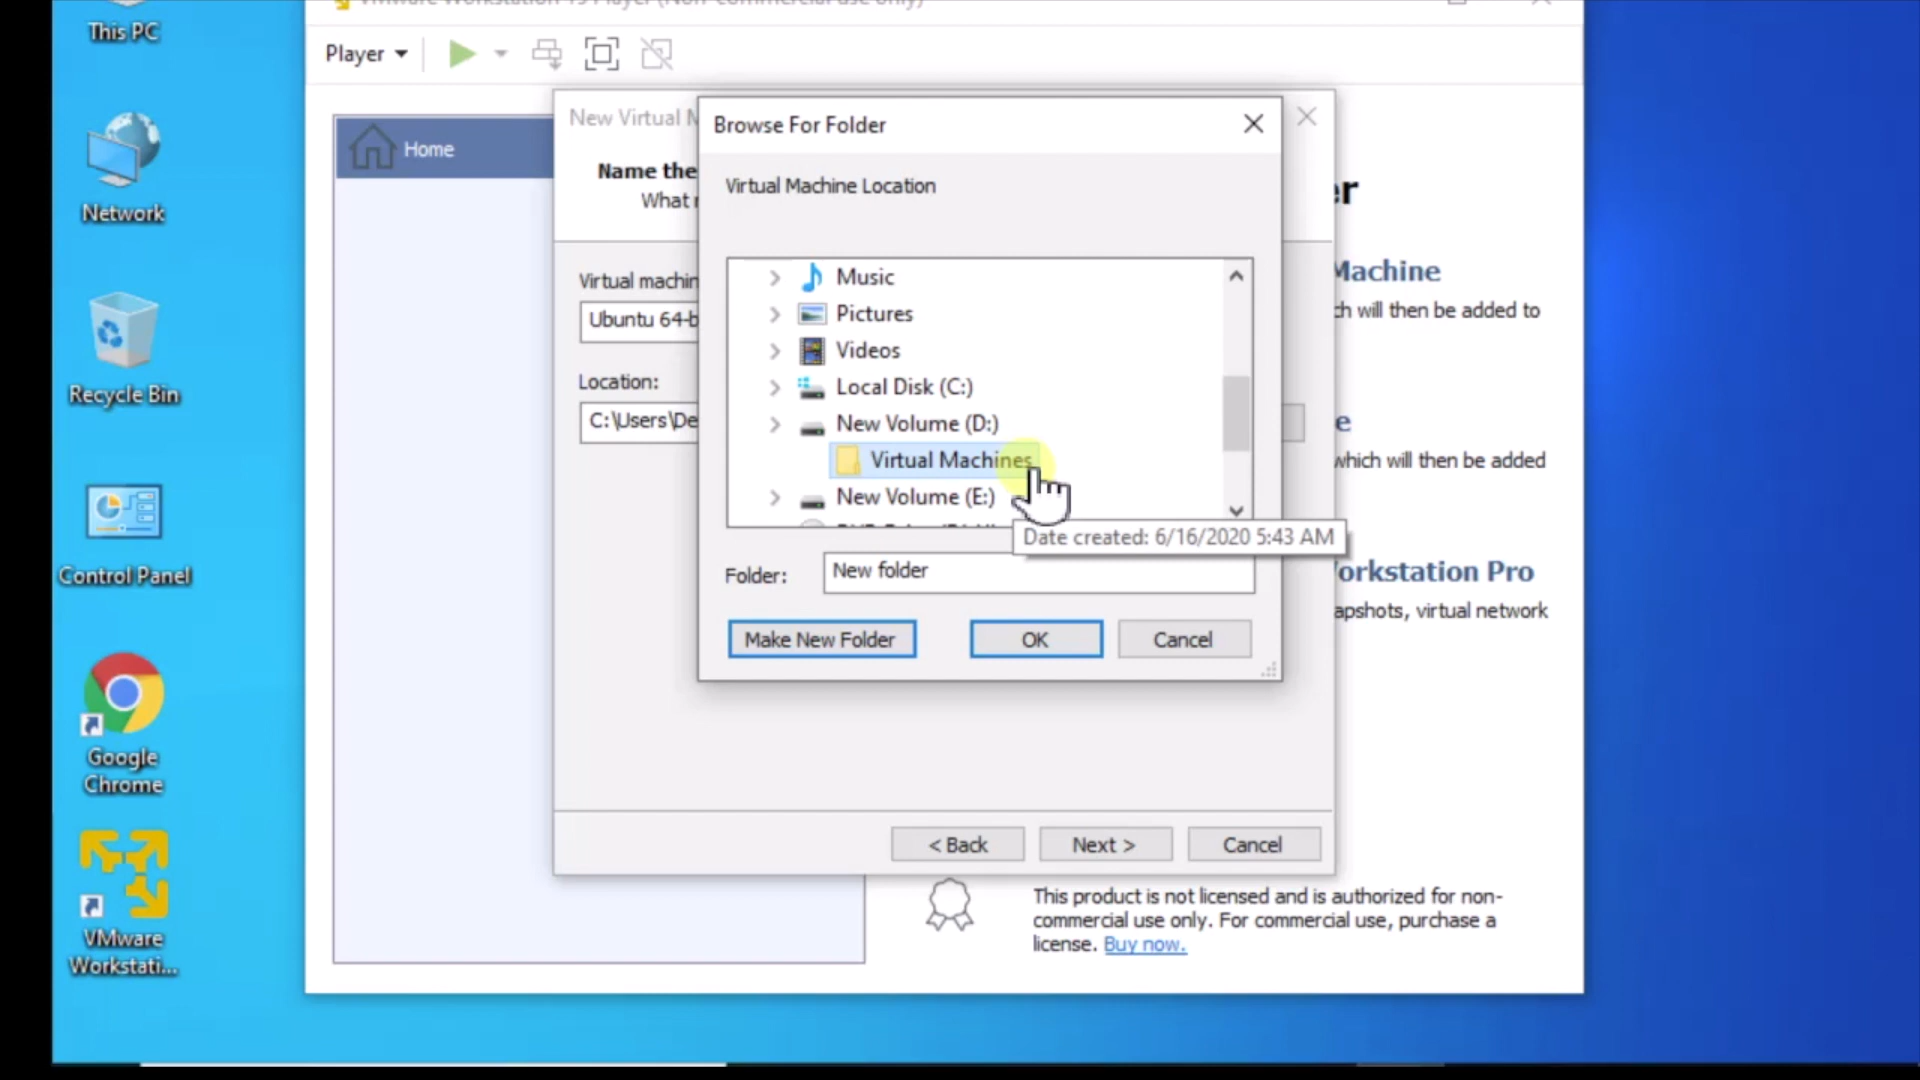 This PC
Network
Recycle Bin
Control Panel
Google
Chrome
VMware
Workstati...
Player
Home
New Virtual M
Name the
What
Virtual machin
Ubuntu 64-b
Location:
C:\Users\De
Browse For Folder
Virtual Machine Location
Music
Pictures
Videos
Local Disk (C:)
New Volume (D:)
Virtual Machines
New Volume (E:)
Date created: 6/16/2020 5:43 AM
Folder:
New folder
Make New Folder
OK
Cancel
< Back
Next >
Cancel
er
Machine
ch will then be added to
e
which will then be added
orkstation Pro
apshots, virtual network
This product is not licensed and is authorized for non-
commercial use only. For commercial use, purchase a
license. Buy now.